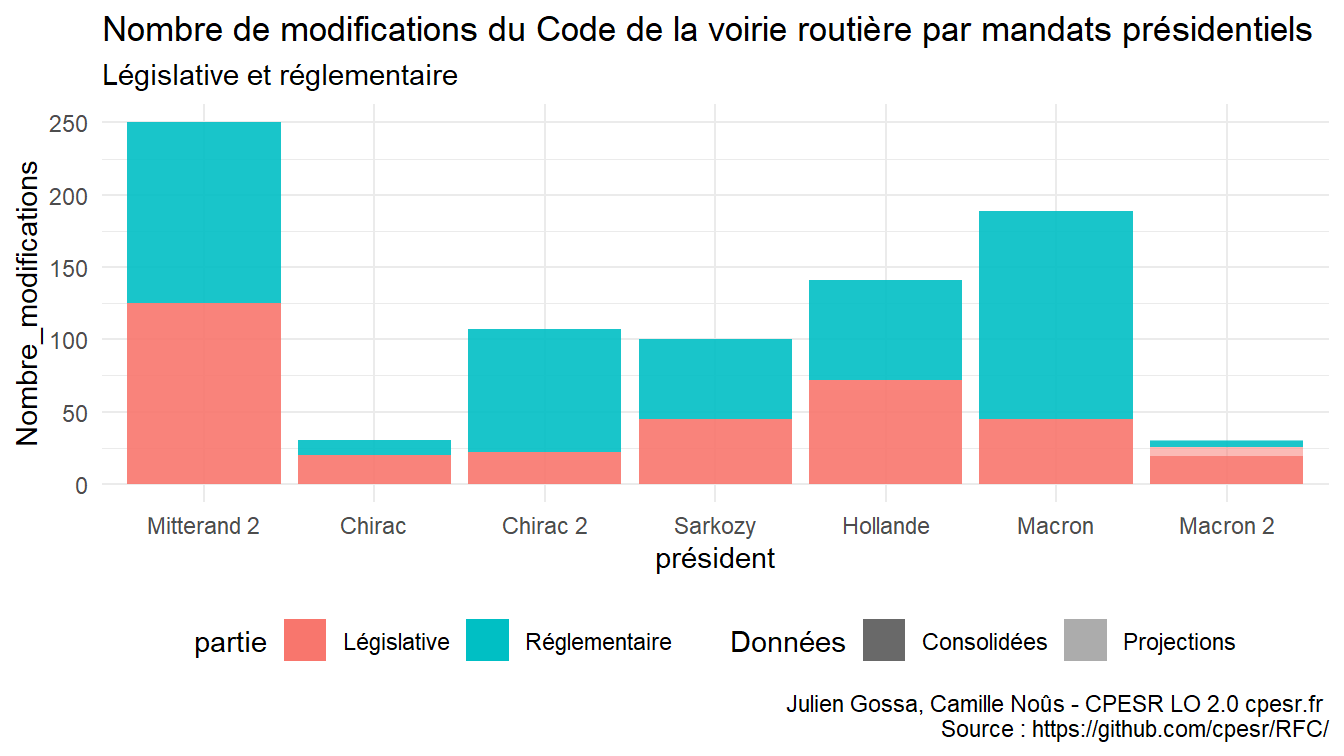 Nombre de modifications du Code de la voirie routière par mandats présidentiels
Législative et réglementaire
Nombre_modifications
250
200
150
100
50
0
Mitterand 2 Chirac Chirac 2 Sarkozy Hollande Macron Macron 2
président
partie Législative Réglementaire Données Consolidées Projections
Julien Gossa, Camille Noûs - CPESR LO 2.0 cpesr.fr
Source : https://github.com/cpesr/RFC/